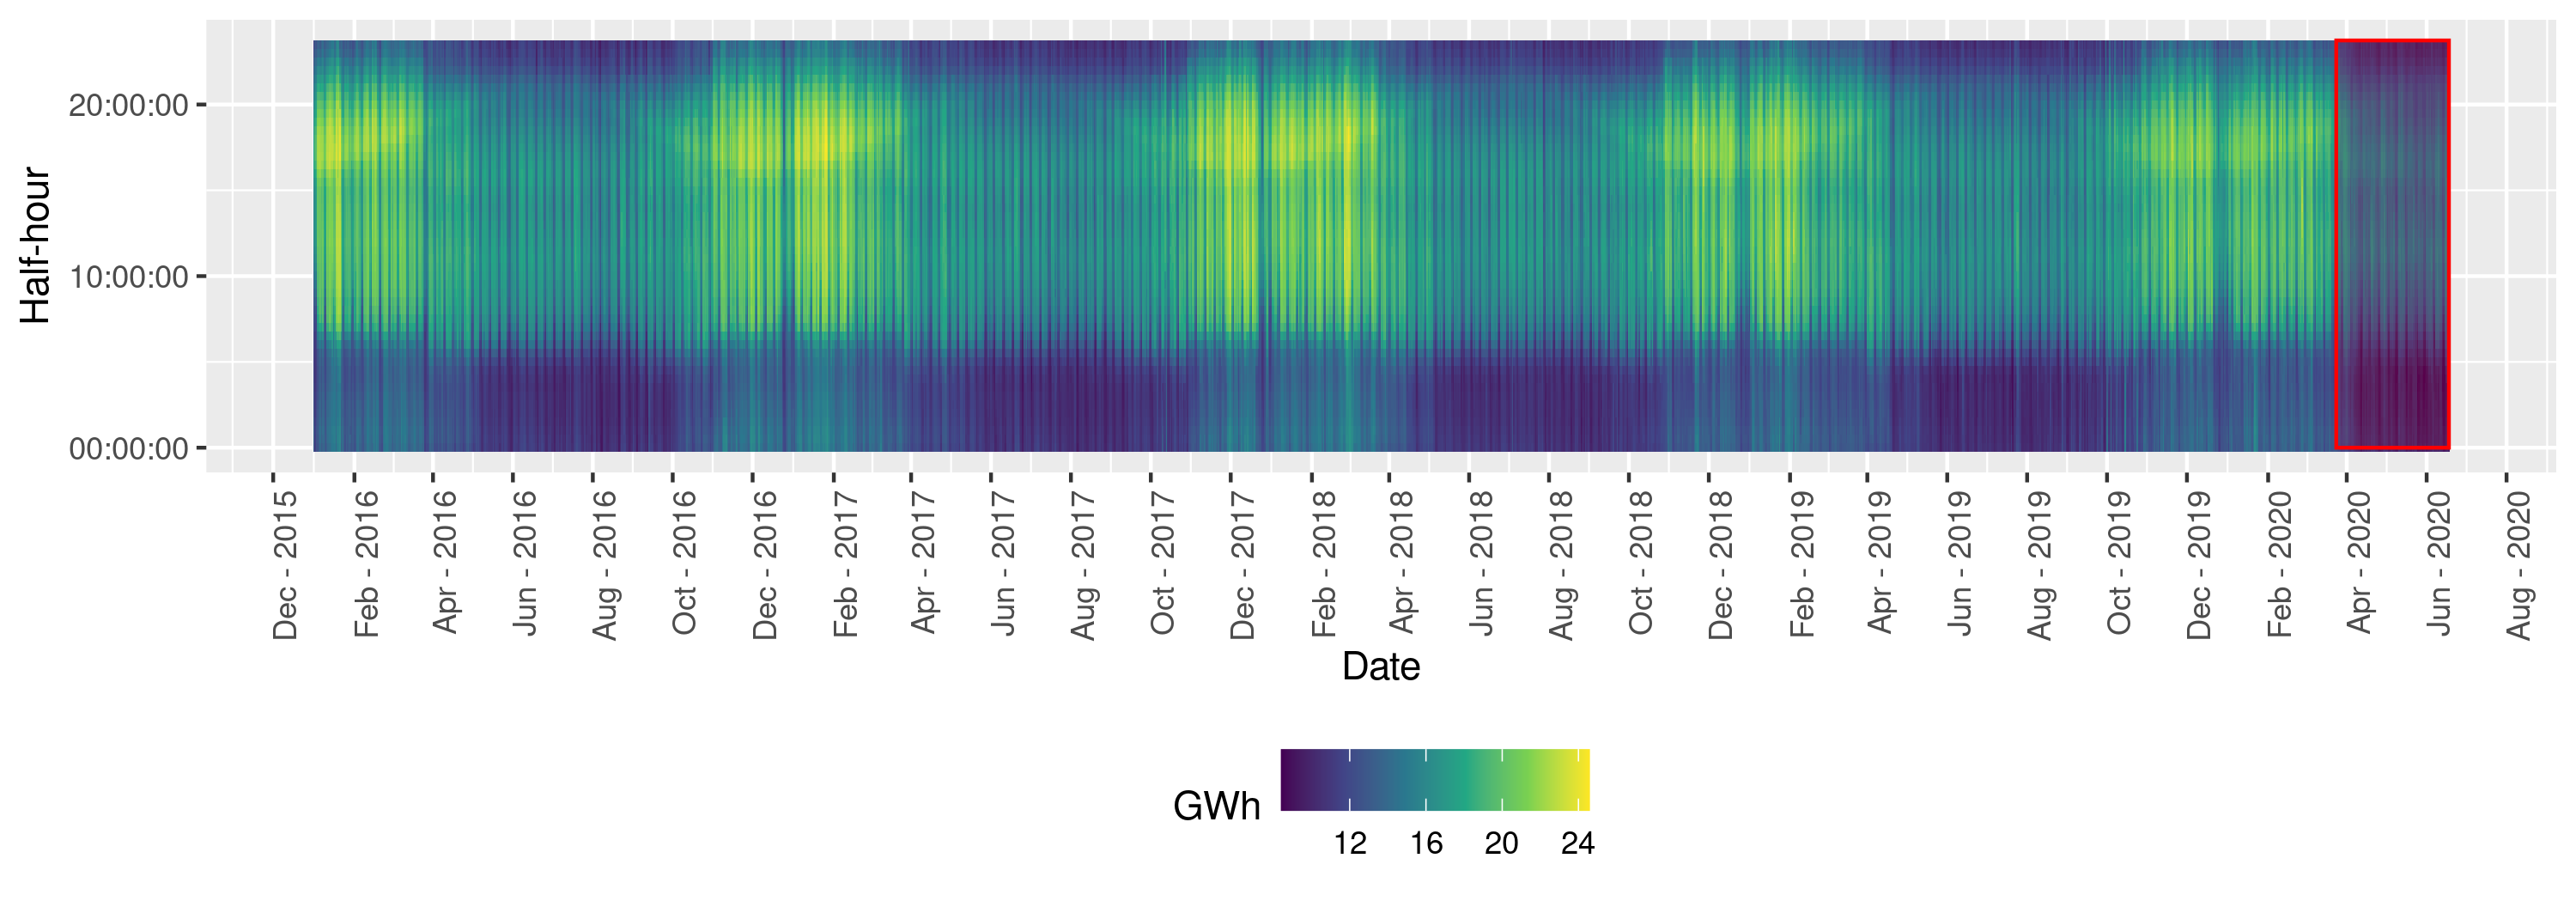 Half-hour
20:00:00
10:00:00
00:00:00
Dec - 2015
Feb - 2016
Apr - 2016
Jun - 2016
Aug - 2016
Oct - 2016
Dec - 2016
Feb - 2017
Apr - 2017
Jun - 2017
Aug - 2017
Oct - 2017
Dec - 2017
Feb - 2018
Apr - 2018
Jun - 2018
Aug - 2018
Oct - 2018
Dec - 2018
Feb - 2019
Apr - 2019
Jun - 2019
Aug - 2019
Oct - 2019
Dec - 2019
Feb - 2020
Apr - 2020
Jun - 2020
Aug - 2020
Date
GWh
12 16 20 24